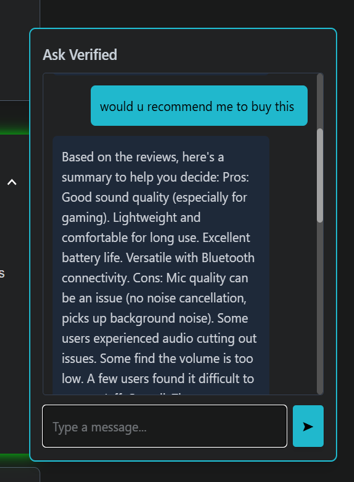 Ask Verified
would u recommend me to buy this
Based on the reviews, here's a
summary to help you decide: Pros:
Good sound quality (especially for
gaming). Lightweight and
comfortable for long use. Excellent
battery life. Versatile with Bluetooth
connectivity. Cons: Mic quality can
be an issue (no noise cancellation,
picks up background noise). Some
users experienced audio cutting out
issues. Some find the volume is too
low. A few users found it difficult to
s
Type a message...